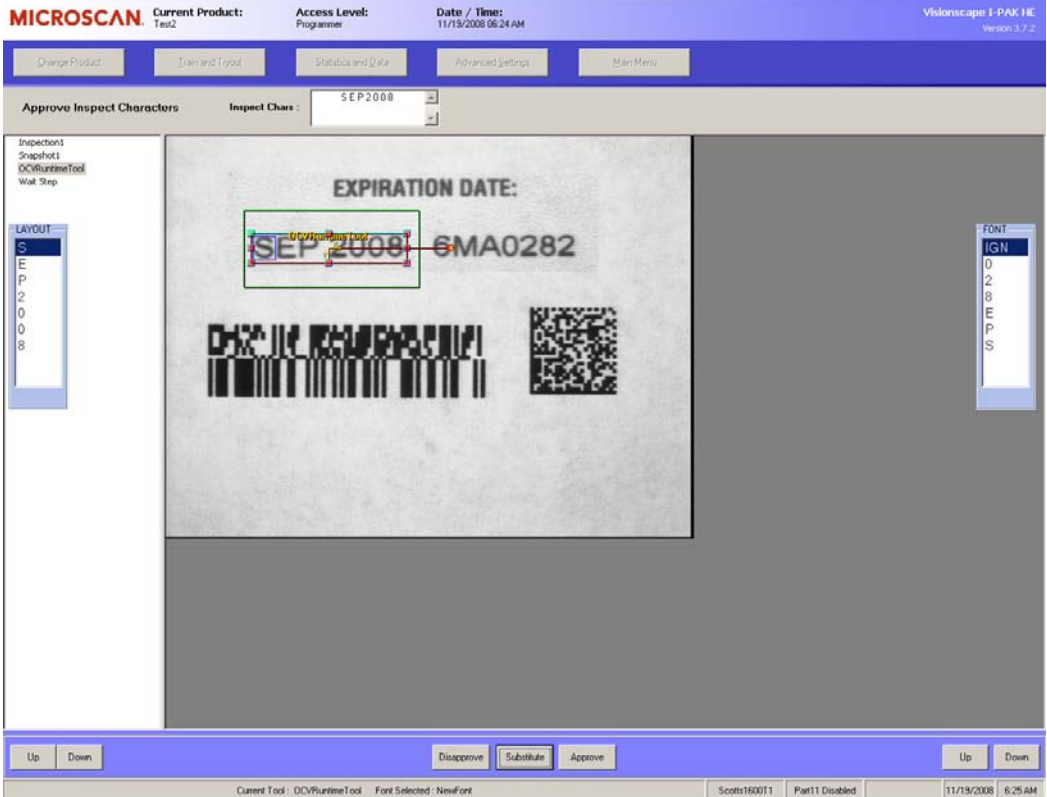 MICROSCAN.
Current Product:
Test2
Access Level:
Programmer
Date / Time:
11/19/2008 06:24 AM
Visionscape I-PAK HE
Version 3.7.2
Change Product
Train and Tryout
Statistics and Data
Advanced Settings
Main Menu
Approve Inspect Characters
Inspect Chars :
SEP2008
Inspection1
Snapshot1
OCVRuntimeTool
Wait Step
LAYOUT
S
E
P
2
0
0
8
EXPIRATION DATE:
OCVRuntimeTool
SEP 2008 6MA0282
FONT
IGN
0
2
8
E
P
S
Up
Down
Disapprove
Substitute
Approve
Up
Down
Current Tool : OCVRuntimeTool Font Selected : NewFont
Scotts1600T1
Part11 Disabled
11/19/2008
6:25 AM